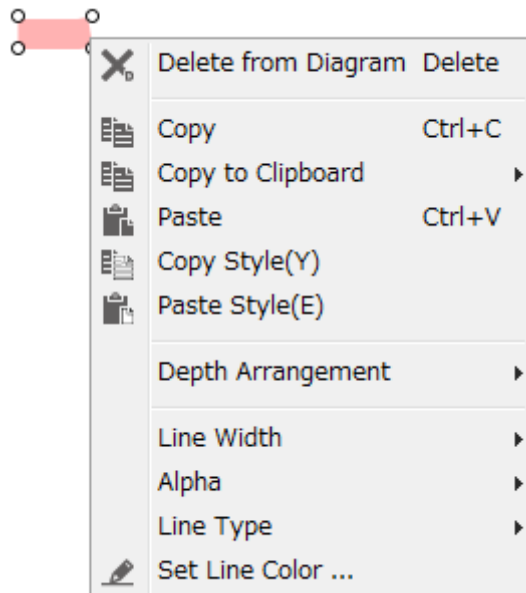 Delete from Diagram Delete
Copy Ctrl+C
Copy to Clipboard
Paste Ctrl+V
Copy Style(Y)
Paste Style(E)
Depth Arrangement
Line Width
Alpha
Line Type
Set Line Color ...